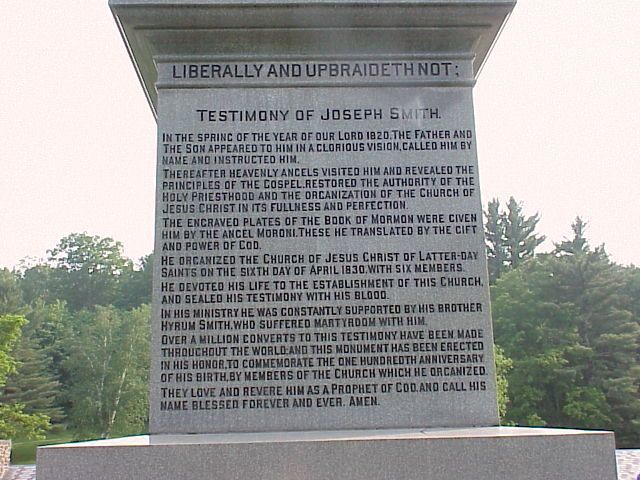 LIBERALLY AND UPBRAIDETH NOT;
TESTIMONY OF JOSEPH SMITH.
IN THE SPRING OF THE YEAR OF OUR LORD 1820, THE FATHER AND
THE SON APPEARED TO HIM IN A GLORIOUS VISION, CALLED HIM BY
NAME AND INSTRUCTED HIM.
THEREAFTER HEAVENLY ANGELS VISITED HIM AND REVEALED THE
PRINCIPLES OF THE GOSPEL, RESTORED THE AUTHORITY OF THE
HOLY PRIESTHOOD AND THE ORGANIZATION OF THE CHURCH OF
JESUS CHRIST IN ITS FULLNESS AND PERFECTION.
THE ENGRAVED PLATES OF THE BOOK OF MORMON WERE GIVEN
HIM BY THE ANGEL MORONI. THESE HE TRANSLATED BY THE GIFT
AND POWER OF GOD.
HE ORGANIZED THE CHURCH OF JESUS CHRIST OF LATTER-DAY
SAINTS ON THE SIXTH DAY OF APRIL 1830, WITH SIX MEMBERS.
HE DEVOTED HIS LIFE TO THE ESTABLISHMENT OF THIS CHURCH,
AND SEALED HIS TESTIMONY WITH HIS BLOOD.
IN HIS MINISTRY HE WAS CONSTANTLY SUPPORTED BY HIS BROTHER
HYRUM SMITH, WHO SUFFERED MARTYRDOM WITH HIM.
OVER A MILLION CONVERTS TO THIS TESTIMONY HAVE BEEN MADE
THROUGHOUT THE WORLD; AND THIS MONUMENT HAS BEEN ERECTED
IN HIS HONOR, TO COMMEMORATE THE ONE HUNDREDTH ANNIVERSARY
OF HIS BIRTH, BY MEMBERS OF THE CHURCH WHICH HE ORGANIZED.
THEY LOVE AND REVERE HIM AS A PROPHET OF GOD, AND CALL HIS
NAME BLESSED FOREVER AND EVER. AMEN.